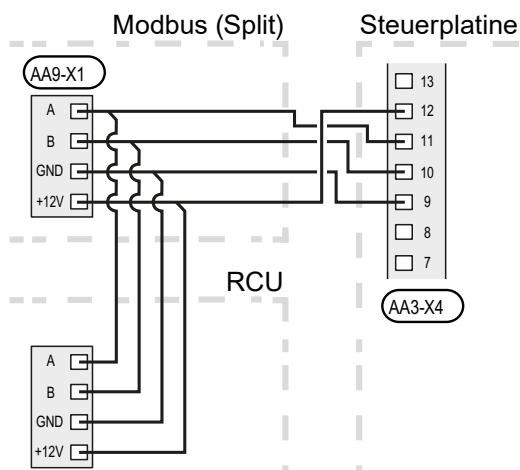 Modbus (Split)
Steuerplatine
AA9-X1
A
B
GND
+12V
13
12
11
10
9
8
7
AA3-X4
RCU
A
B
GND
+12V